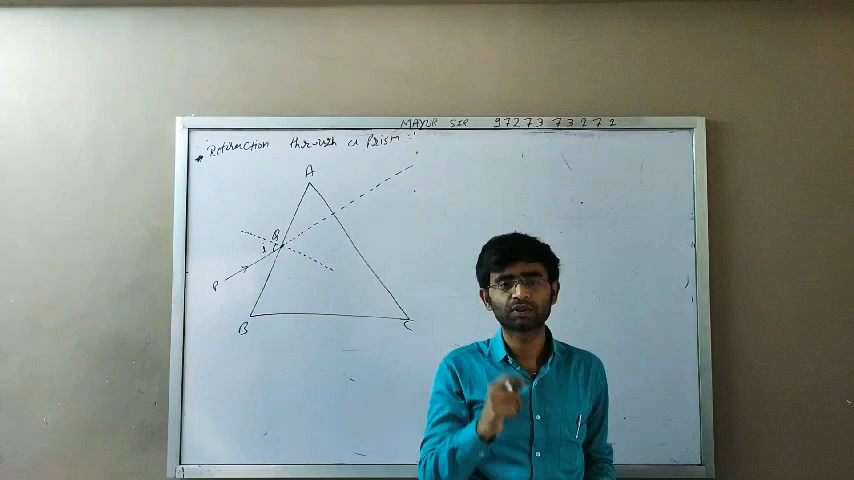 MAYUR SIR 97273 73272
* Refraction through a Prism :-
A
Q
i
P
B
C